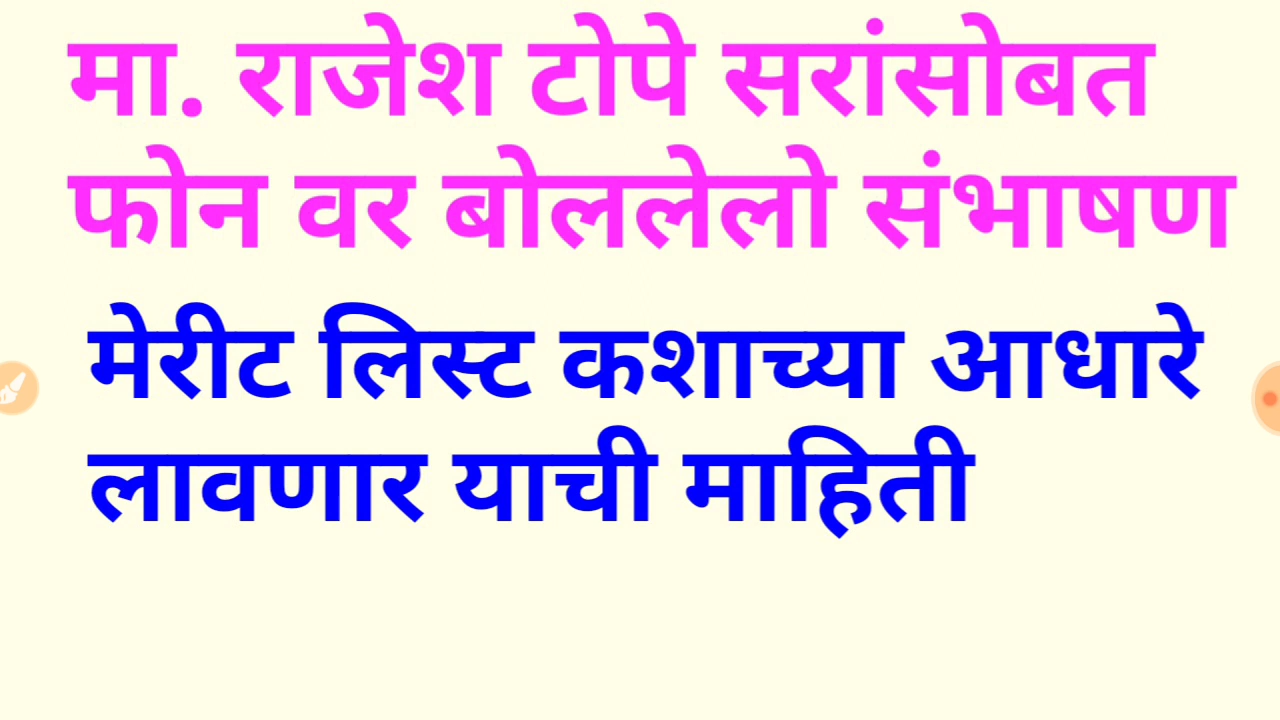 मा. राजेश टोपे सरांसोबत
फोन वर बोललेलो संभाषण
मेरीट लिस्ट कशाच्या आधारे
लावणार याची माहिती